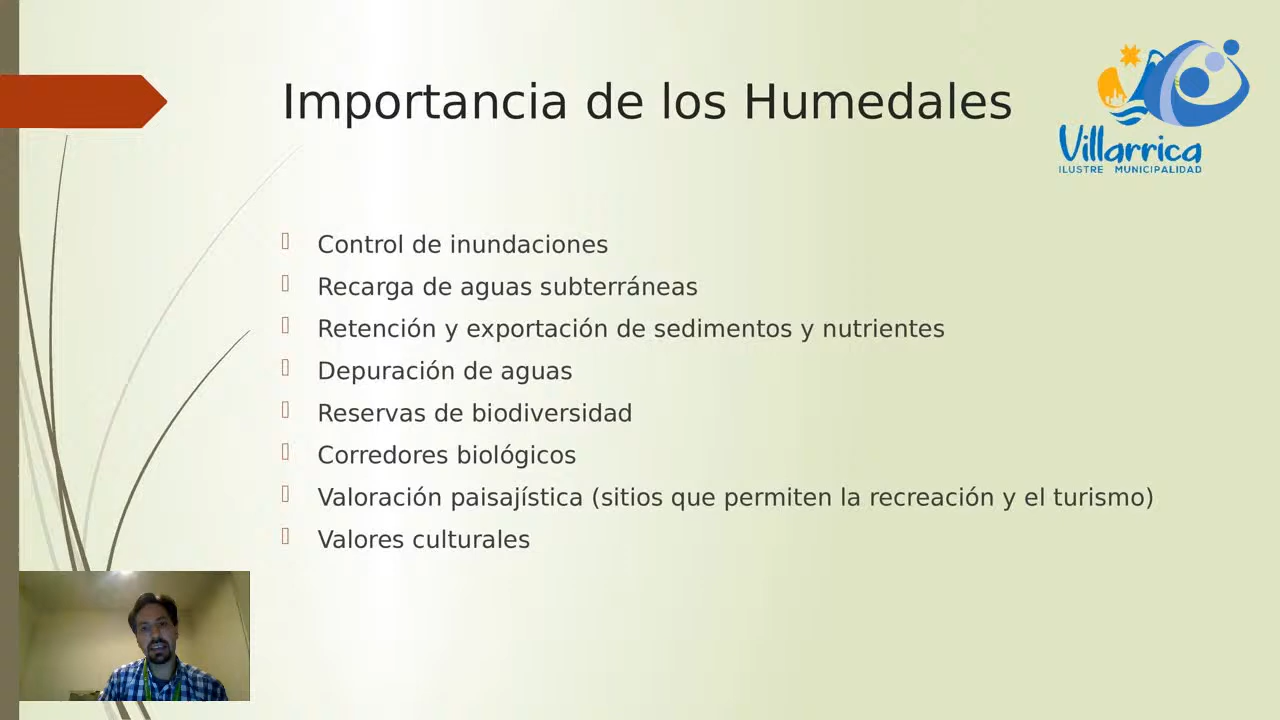 Importancia de los Humedales
Villarrica
ILUSTRE MUNICIPALIDAD
Control de inundaciones
Recarga de aguas subterráneas
Retención y exportación de sedimentos y nutrientes
Depuración de aguas
Reservas de biodiversidad
Corredores biológicos
Valoración paisajística (sitios que permiten la recreación y el turismo)
Valores culturales